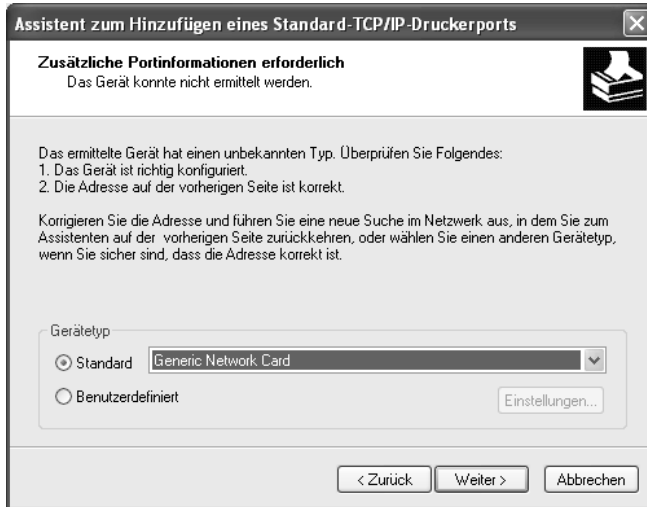 Assistent zum Hinzufügen eines Standard-TCP/IP-Druckerports
Zusätzliche Portinformationen erforderlich
Das Gerät konnte nicht ermittelt werden.
Das ermittelte Gerät hat einen unbekannten Typ. Überprüfen Sie Folgendes:
1. Das Gerät ist richtig konfiguriert.
2. Die Adresse auf der vorherigen Seite ist korrekt.
Korrigieren Sie die Adresse und führen Sie eine neue Suche im Netzwerk aus, in dem Sie zum
Assistenten auf der vorherigen Seite zurückkehren, oder wählen Sie einen anderen Gerätetyp,
wenn Sie sicher sind, dass die Adresse korrekt ist.
Gerätetyp
Standard Generic Network Card
Benutzerdefiniert Einstellungen...
< Zurück Weiter > Abbrechen